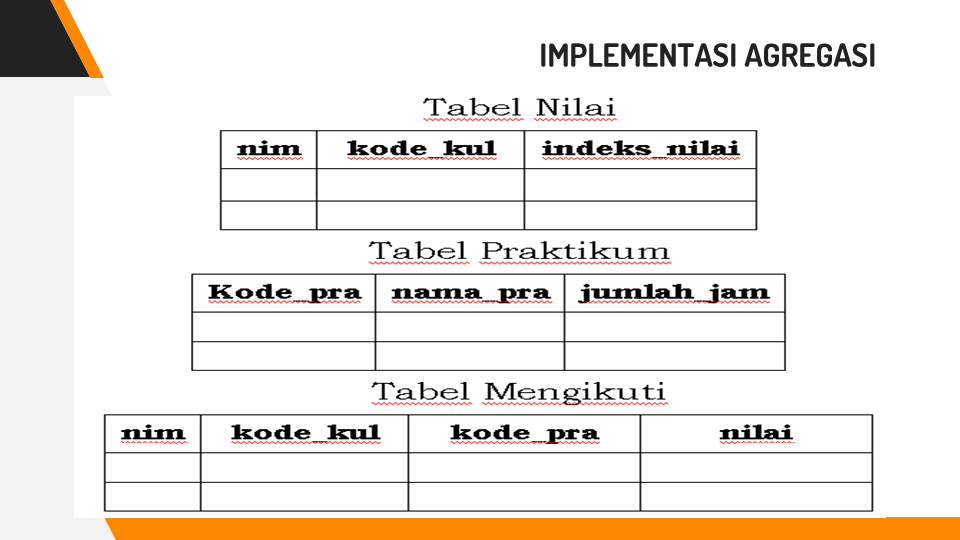 IMPLEMENTASI AGREGASI
Tabel Nilai
nim kode_kul indeks_nilai
Tabel Praktikum
Kode_pra nama_pra jumlah_jam
Tabel Mengikuti
nim kode_kul kode_pra nilai